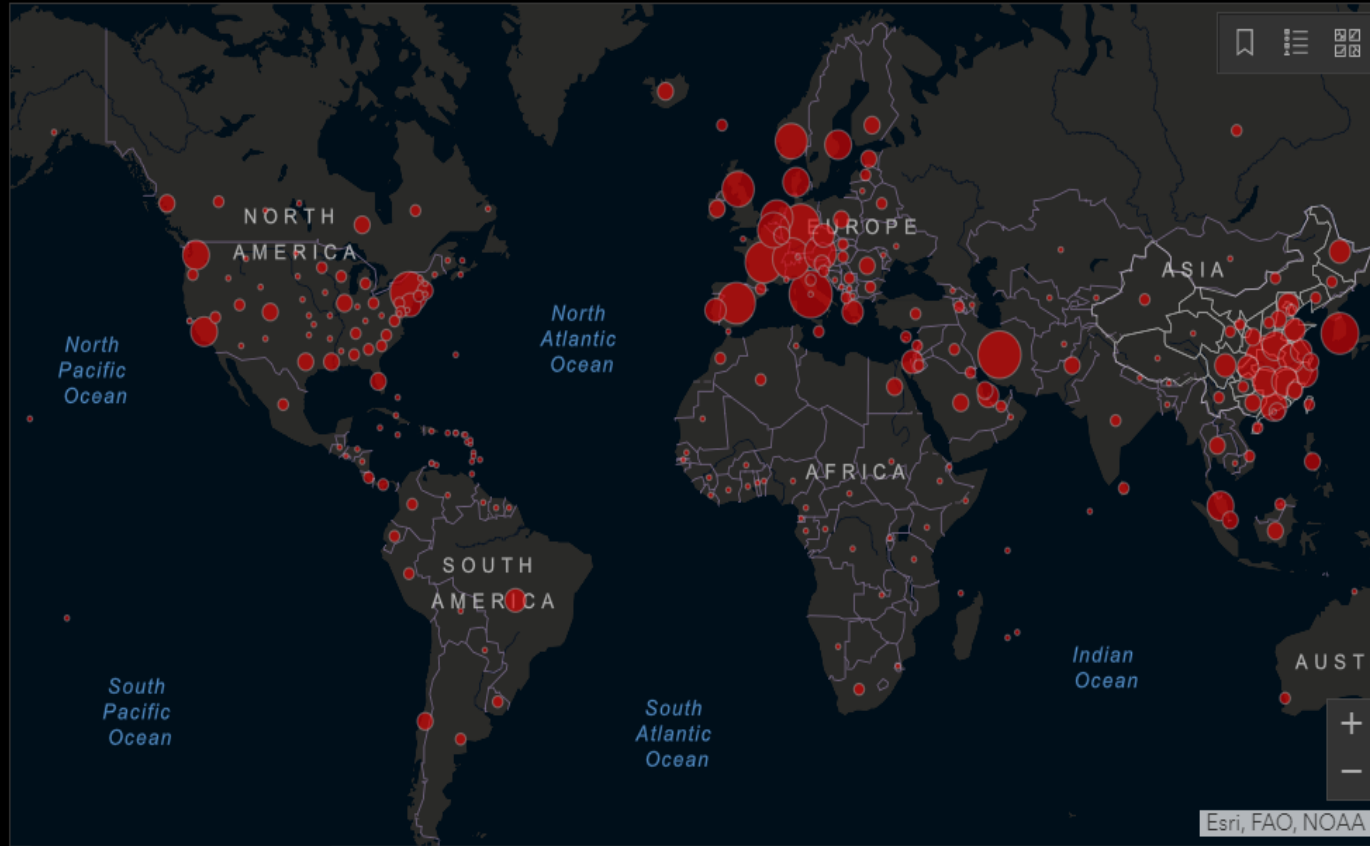 NORTH
AMERICA
EUROPE
ASIA
North
Pacific
Ocean
North
Atlantic
Ocean
AFRICA
SOUTH
AMERICA
Indian
Ocean
AUST
South
Pacific
Ocean
South
Atlantic
Ocean
+
−
Esri, FAO, NOAA